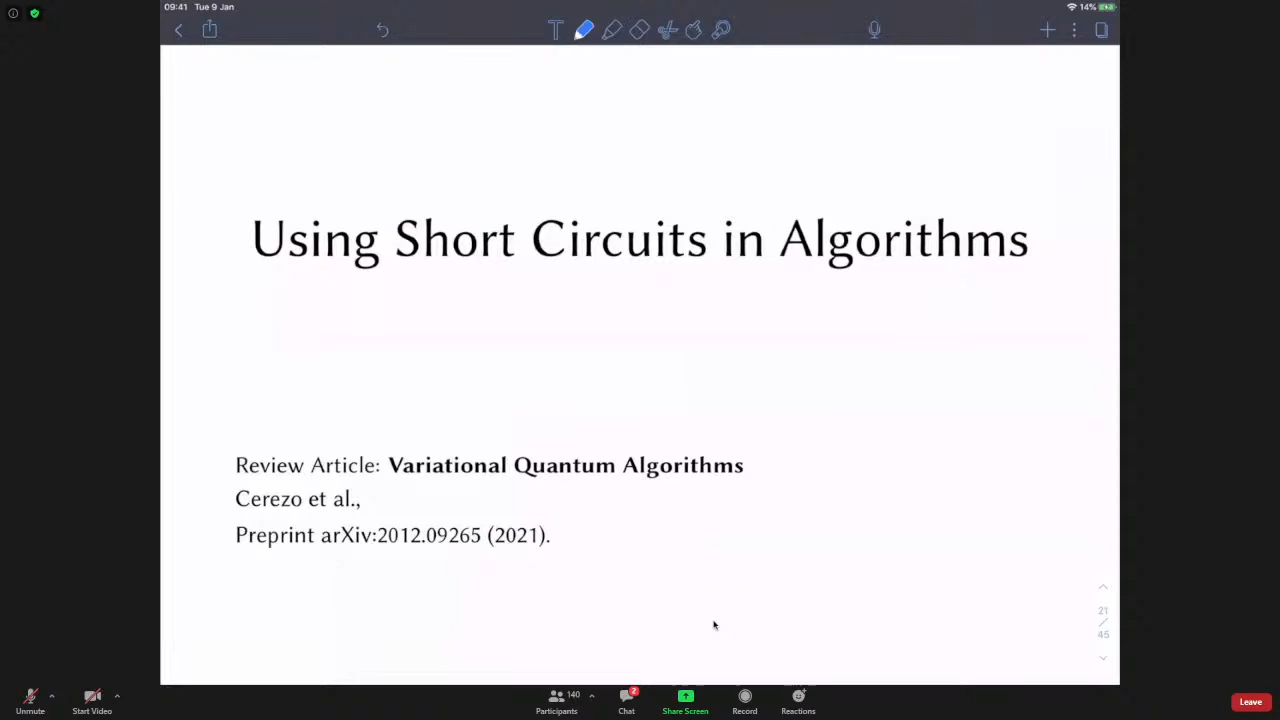 09:41 Tue 9 Jan
14%
T
Using Short Circuits in Algorithms
Review Article: Variational Quantum Algorithms
Cerezo et al.,
Preprint arXiv:2012.09265 (2021).
21
/
45
Unmute
Start Video
140
Participants
2
Chat
Share Screen
Record
Reactions
Leave